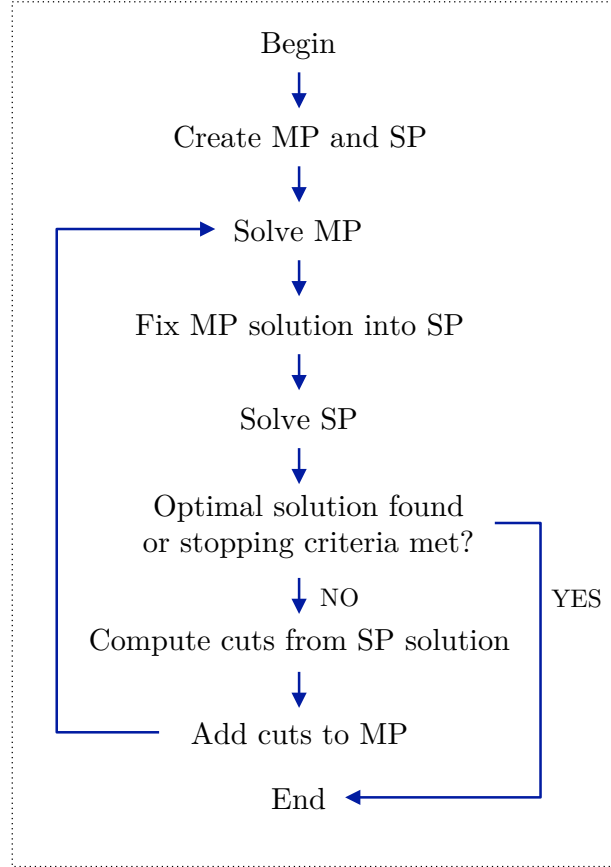 Begin
Create MP and SP
Solve MP
Fix MP solution into SP
Solve SP
Optimal solution found
or stopping criteria met?
NO
YES
Compute cuts from SP solution
Add cuts to MP
End